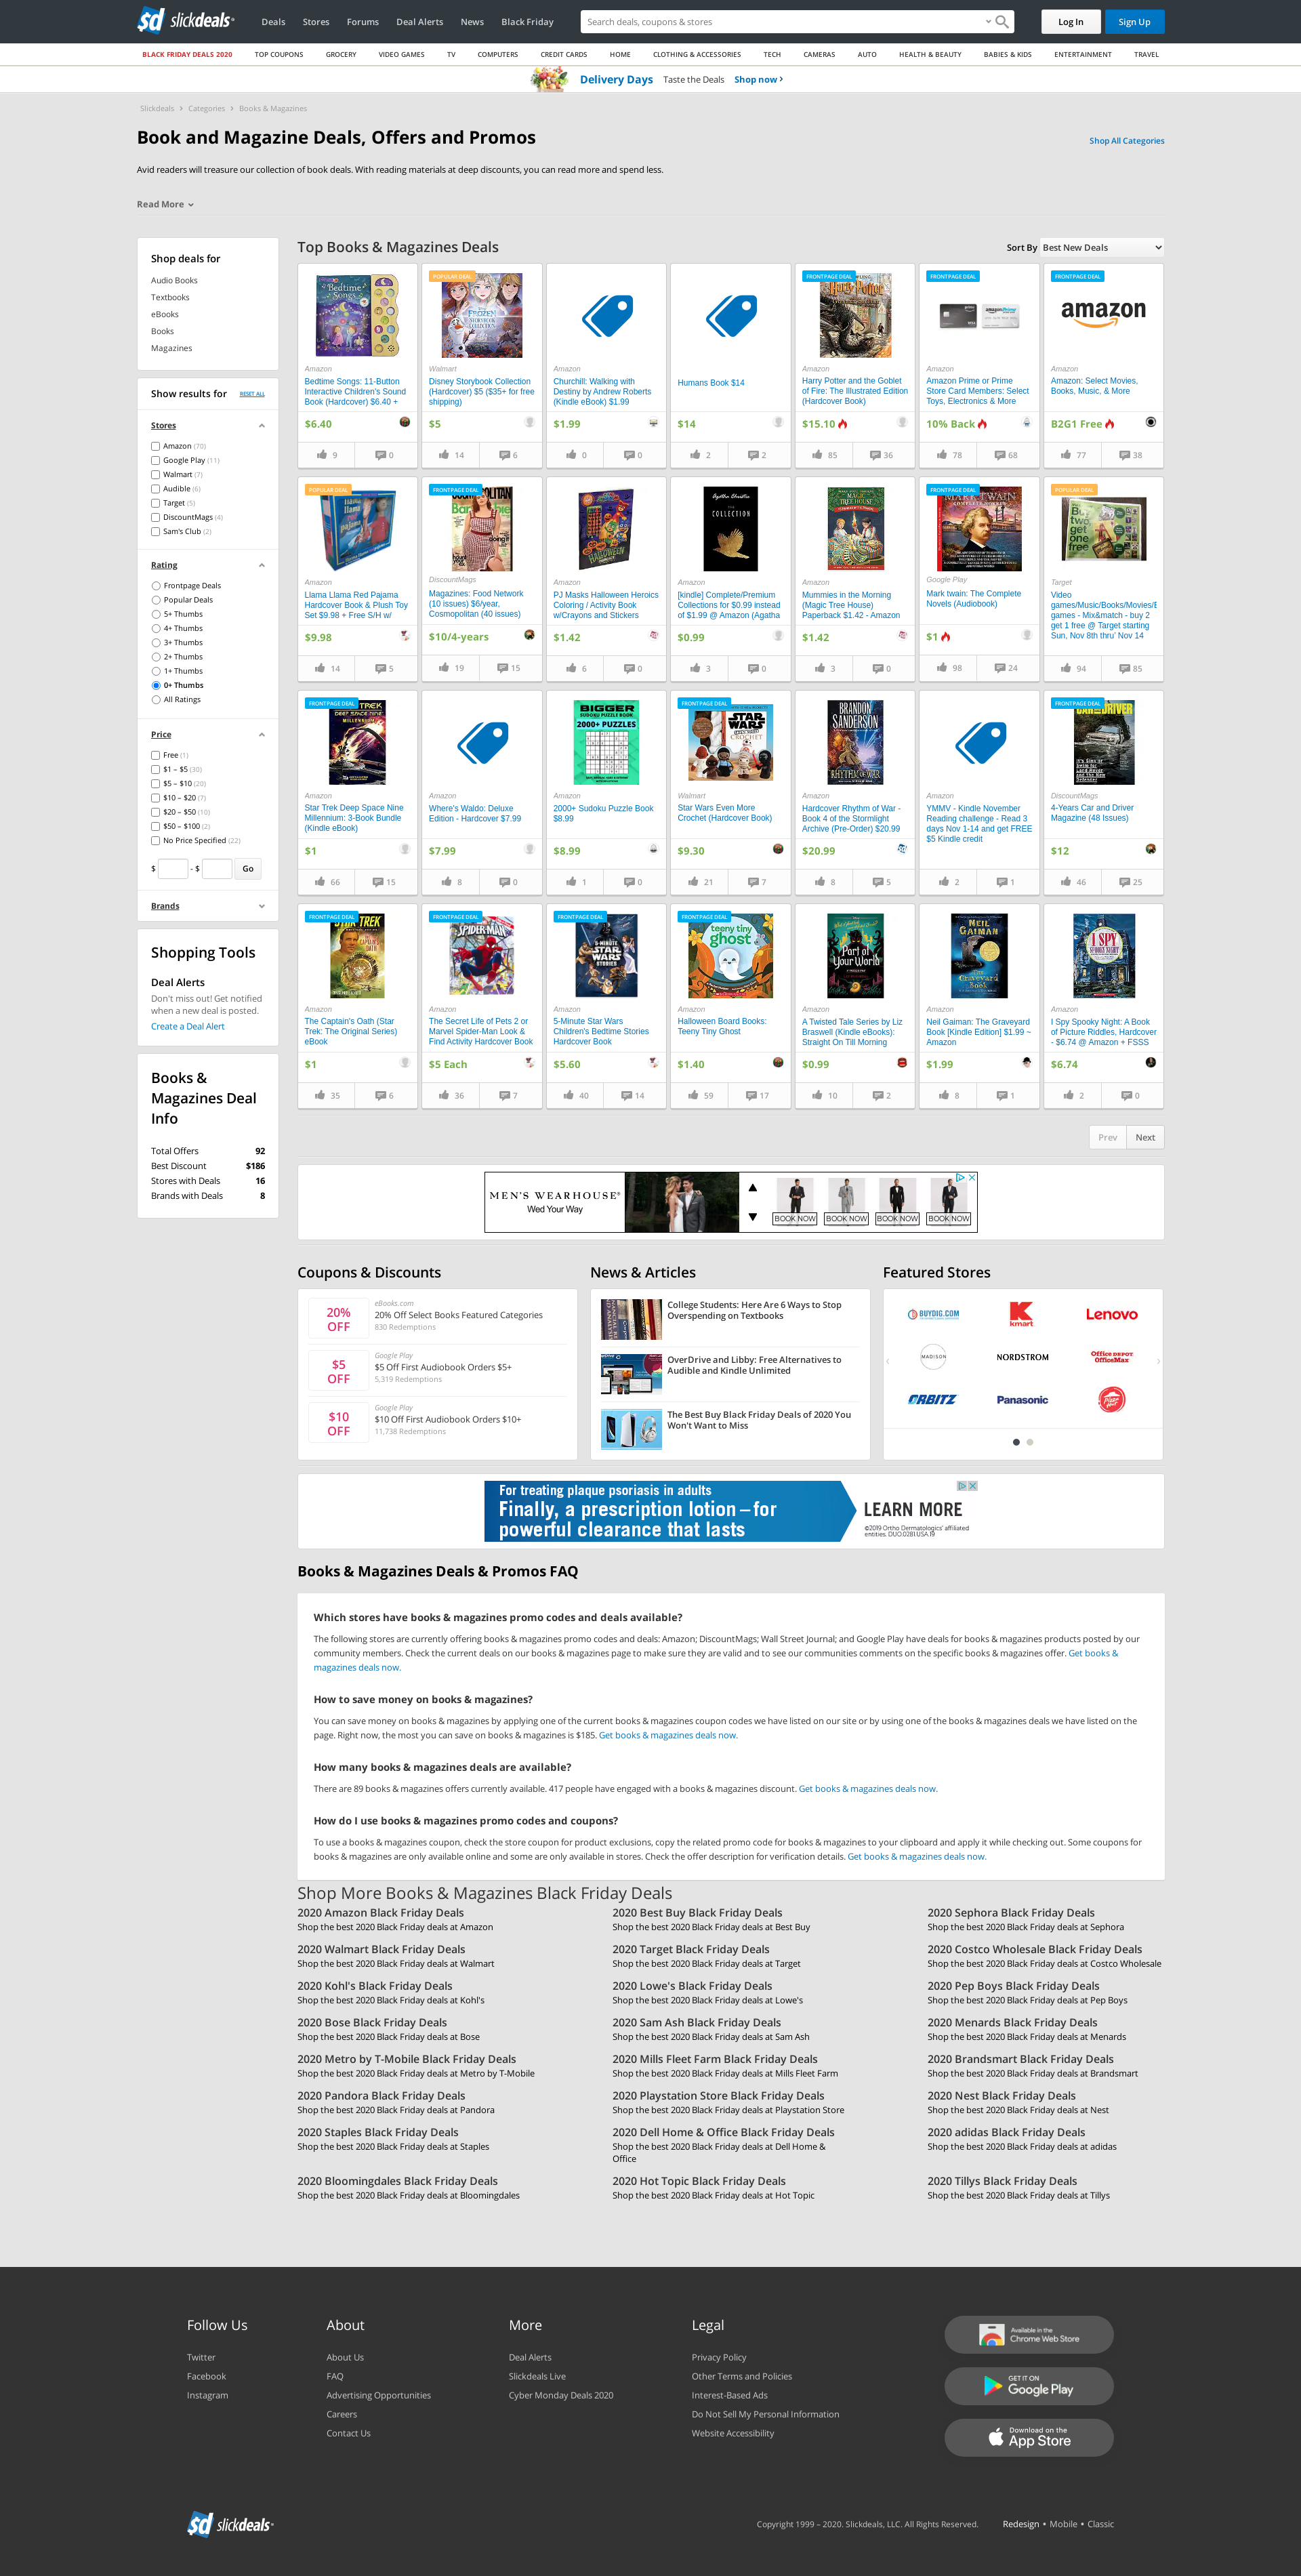 slickdeals
Deals Stores Forums Deal Alerts News Black Friday
Search deals, coupons & stores
Log In Sign Up
BLACK FRIDAY DEALS 2020 TOP COUPONS GROCERY VIDEO GAMES TV COMPUTERS CREDIT CARDS HOME CLOTHING & ACCESSORIES TECH CAMERAS AUTO HEALTH & BEAUTY BABIES & KIDS ENTERTAINMENT TRAVEL
Delivery Days Taste the Deals Shop now
Slickdeals > Categories > Books & Magazines
Book and Magazine Deals, Offers and Promos
Shop All Categories
Avid readers will treasure our collection of book deals. With reading materials at deep discounts, you can read more and spend less.
Read More
Shop deals for
Audio Books
Textbooks
eBooks
Books
Magazines
Show results for RESET ALL
Stores
Amazon (70)
Google Play (11)
Walmart (7)
Audible (6)
Target (5)
DiscountMags (4)
Sam's Club (2)
Rating
Frontpage Deals
Popular Deals
5+ Thumbs
4+ Thumbs
3+ Thumbs
2+ Thumbs
1+ Thumbs
0+ Thumbs
All Ratings
Price
Free (1)
$1 – $5 (30)
$5 – $10 (20)
$10 – $20 (7)
$20 – $50 (10)
$50 – $100 (2)
No Price Specified (22)
$ - $ Go
Brands
Shopping Tools
Deal Alerts
Don't miss out! Get notified
when a new deal is posted.
Create a Deal Alert
Books &
Magazines Deal
Info
Total Offers 92
Best Discount $186
Stores with Deals 16
Brands with Deals 8
Top Books & Magazines Deals
Sort By Best New Deals
Amazon
Bedtime Songs: 11-Button
Interactive Children's Sound
Book (Hardcover) $6.40 +
$6.40
9 0
POPULAR DEAL
Walmart
Disney Storybook Collection
(Hardcover) $5 ($35+ for free
shipping)
$5
14 6
Amazon
Churchill: Walking with
Destiny by Andrew Roberts
(Kindle eBook) $1.99
$1.99
0 0
Amazon
Humans Book $14
$14
2 2
FRONTPAGE DEAL
Amazon
Harry Potter and the Goblet
of Fire: The Illustrated Edition
(Hardcover Book)
$15.10
85 36
FRONTPAGE DEAL
Amazon
Amazon Prime or Prime
Store Card Members: Select
Toys, Electronics & More
10% Back
78 68
FRONTPAGE DEAL
amazon
Amazon
Amazon: Select Movies,
Books, Music, & More
B2G1 Free
77 38
POPULAR DEAL
Amazon
Llama Llama Red Pajama
Hardcover Book & Plush Toy
Set $9.98 + Free S/H w/
$9.98
14 5
FRONTPAGE DEAL
DiscountMags
Magazines: Food Network
(10 issues) $6/year,
Cosmopolitan (40 issues)
$10/4-years
19 15
Amazon
PJ Masks Halloween Heroics
Coloring / Activity Book
w/Crayons and Stickers
$1.42
6 0
Agatha Christie
COLLECTION
Amazon
[kindle] Complete/Premium
Collections for $0.99 instead
of $1.99 @ Amazon (Agatha
$0.99
3 0
Amazon
Mummies in the Morning
(Magic Tree House)
Paperback $1.42 - Amazon
$1.42
3 0
FRONTPAGE DEAL
MARK TWAIN
Google Play
Mark twain: The Complete
Novels (Audiobook)
$1
98 24
POPULAR DEAL
Buy two get one free
Target
Video
games/Music/Books/Movies/E
games - Mix&match - buy 2
get 1 free @ Target starting
Sun, Nov 8th thru' Nov 14
94 85
FRONTPAGE DEAL
Amazon
Star Trek Deep Space Nine
Millennium: 3-Book Bundle
(Kindle eBook)
$1
66 15
Amazon
Where's Waldo: Deluxe
Edition - Hardcover $7.99
$7.99
8 0
BIGGER
SUDOKU PUZZLE BOOK
2000+ PUZZLES
Amazon
2000+ Sudoku Puzzle Book
$8.99
$8.99
1 0
FRONTPAGE DEAL
STAR WARS
CROCHET
Walmart
Star Wars Even More
Crochet (Hardcover Book)
$9.30
21 7
BRANDON
SANDERSON
RHYTHM OF WAR
Amazon
Hardcover Rhythm of War -
Book 4 of the Stormlight
Archive (Pre-Order) $20.99
$20.99
8 5
Amazon
YMMV - Kindle November
Reading challenge - Read 3
days Nov 1-14 and get FREE
$5 Kindle credit
2 1
FRONTPAGE DEAL
DiscountMags
4-Years Car and Driver
Magazine (48 Issues)
$12
46 25
FRONTPAGE DEAL
Amazon
The Captain's Oath (Star
Trek: The Original Series)
eBook
$1
35 6
FRONTPAGE DEAL
SPIDER-MAN
Amazon
The Secret Life of Pets 2 or
Marvel Spider-Man Look &
Find Activity Hardcover Book
$5 Each
36 7
FRONTPAGE DEAL
5-MINUTE
STAR WARS
STORIES
Amazon
5-Minute Star Wars
Children's Bedtime Stories
Hardcover Book
$5.60
40 14
FRONTPAGE DEAL
teeny tiny
ghost
Amazon
Halloween Board Books:
Teeny Tiny Ghost
$1.40
59 17
Part of
Your World
Amazon
A Twisted Tale Series by Liz
Braswell (Kindle eBooks):
Straight On Till Morning
$0.99
10 2
NEIL
GAIMAN
The Graveyard Book
Amazon
Neil Gaiman: The Graveyard
Book [Kindle Edition] $1.99 ~
Amazon
$1.99
8 1
I SPY
SPOOKY NIGHT
Amazon
I Spy Spooky Night: A Book
of Picture Riddles, Hardcover
- $6.74 @ Amazon + FSSS
$6.74
2 0
Prev Next
MEN'S WEARHOUSE®
Wed Your Way
BOOK NOW BOOK NOW BOOK NOW BOOK NOW
Coupons & Discounts
20%
OFF
eBooks.com
20% Off Select Books Featured Categories
830 Redemptions
$5
OFF
Google Play
$5 Off First Audiobook Orders $5+
5,319 Redemptions
$10
OFF
Google Play
$10 Off First Audiobook Orders $10+
11,738 Redemptions
News & Articles
College Students: Here Are 6 Ways to Stop
Overspending on Textbooks
OverDrive and Libby: Free Alternatives to
Audible and Kindle Unlimited
The Best Buy Black Friday Deals of 2020 You
Won't Want to Miss
Featured Stores
BUYDIG.COM kmart Lenovo
MADISON NORDSTROM Office DEPOT
OfficeMax
ORBITZ Panasonic Pizza Hut
For treating plaque psoriasis in adults
Finally, a prescription lotion–for
powerful clearance that lasts
LEARN MORE
©2019 Ortho Dermatologics' affiliated
entities. DUO.0281.USA.19
Books & Magazines Deals & Promos FAQ
Which stores have books & magazines promo codes and deals available?
The following stores are currently offering books & magazines promo codes and deals: Amazon; DiscountMags; Wall Street Journal; and Google Play have deals for books & magazines products posted by our
community members. Check the current deals on our books & magazines page to make sure they are valid and to see our communities comments on the specific books & magazines offer. Get books &
magazines deals now.
How to save money on books & magazines?
You can save money on books & magazines by applying one of the current books & magazines coupon codes we have listed on our site or by using one of the books & magazines deals we have listed on the
page. Right now, the most you can save on books & magazines is $185. Get books & magazines deals now.
How many books & magazines deals are available?
There are 89 books & magazines offers currently available. 417 people have engaged with a books & magazines discount. Get books & magazines deals now.
How do I use books & magazines promo codes and coupons?
To use a books & magazines coupon, check the store coupon for product exclusions, copy the related promo code for books & magazines to your clipboard and apply it while checking out. Some coupons for
books & magazines are only available online and some are only available in stores. Check the offer description for verification details. Get books & magazines deals now.
Shop More Books & Magazines Black Friday Deals
2020 Amazon Black Friday Deals 2020 Best Buy Black Friday Deals 2020 Sephora Black Friday Deals
Shop the best 2020 Black Friday deals at Amazon Shop the best 2020 Black Friday deals at Best Buy Shop the best 2020 Black Friday deals at Sephora
2020 Walmart Black Friday Deals 2020 Target Black Friday Deals 2020 Costco Wholesale Black Friday Deals
Shop the best 2020 Black Friday deals at Walmart Shop the best 2020 Black Friday deals at Target Shop the best 2020 Black Friday deals at Costco Wholesale
2020 Kohl's Black Friday Deals 2020 Lowe's Black Friday Deals 2020 Pep Boys Black Friday Deals
Shop the best 2020 Black Friday deals at Kohl's Shop the best 2020 Black Friday deals at Lowe's Shop the best 2020 Black Friday deals at Pep Boys
2020 Bose Black Friday Deals 2020 Sam Ash Black Friday Deals 2020 Menards Black Friday Deals
Shop the best 2020 Black Friday deals at Bose Shop the best 2020 Black Friday deals at Sam Ash Shop the best 2020 Black Friday deals at Menards
2020 Metro by T-Mobile Black Friday Deals 2020 Mills Fleet Farm Black Friday Deals 2020 Brandsmart Black Friday Deals
Shop the best 2020 Black Friday deals at Metro by T-Mobile Shop the best 2020 Black Friday deals at Mills Fleet Farm Shop the best 2020 Black Friday deals at Brandsmart
2020 Pandora Black Friday Deals 2020 Playstation Store Black Friday Deals 2020 Nest Black Friday Deals
Shop the best 2020 Black Friday deals at Pandora Shop the best 2020 Black Friday deals at Playstation Store Shop the best 2020 Black Friday deals at Nest
2020 Staples Black Friday Deals 2020 Dell Home & Office Black Friday Deals 2020 adidas Black Friday Deals
Shop the best 2020 Black Friday deals at Staples Shop the best 2020 Black Friday deals at Dell Home & Shop the best 2020 Black Friday deals at adidas
Office
2020 Bloomingdales Black Friday Deals 2020 Hot Topic Black Friday Deals 2020 Tillys Black Friday Deals
Shop the best 2020 Black Friday deals at Bloomingdales Shop the best 2020 Black Friday deals at Hot Topic Shop the best 2020 Black Friday deals at Tillys
Follow Us
Twitter
Facebook
Instagram
About
About Us
FAQ
Advertising Opportunities
Careers
Contact Us
More
Deal Alerts
Slickdeals Live
Cyber Monday Deals 2020
Legal
Privacy Policy
Other Terms and Policies
Interest-Based Ads
Do Not Sell My Personal Information
Website Accessibility
Available in the
Chrome Web Store
GET IT ON
Google Play
Download on the
App Store
slickdeals
Copyright 1999 – 2020. Slickdeals, LLC. All Rights Reserved. Redesign • Mobile • Classic